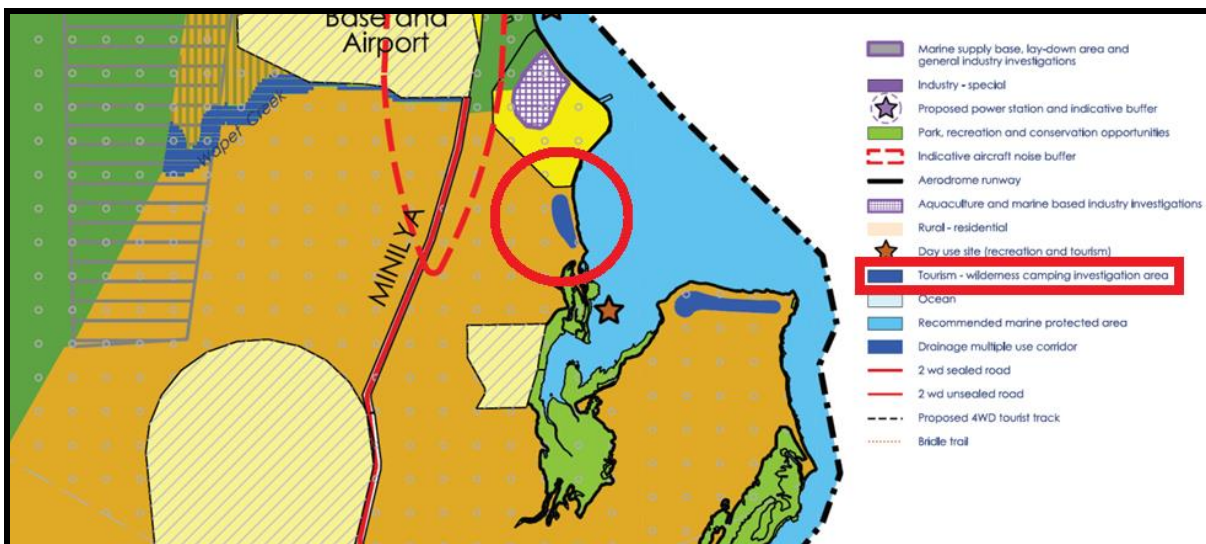 Base and
Airport
Wapet Creek
MINILYA
Marine supply base, lay-down area and
general industry investigations
Industry - special
Proposed power station and indicative buffer
Park, recreation and conservation opportunities
Indicative aircraft noise buffer
Aerodrome runway
Aquaculture and marine based industry investigations
Rural - residential
Day use site (recreation and tourism)
Tourism - wilderness camping investigation area
Ocean
Recommended marine protected area
Drainage multiple use corridor
2 wd sealed road
2 wd unsealed road
Proposed 4WD tourist track
Bridle trail